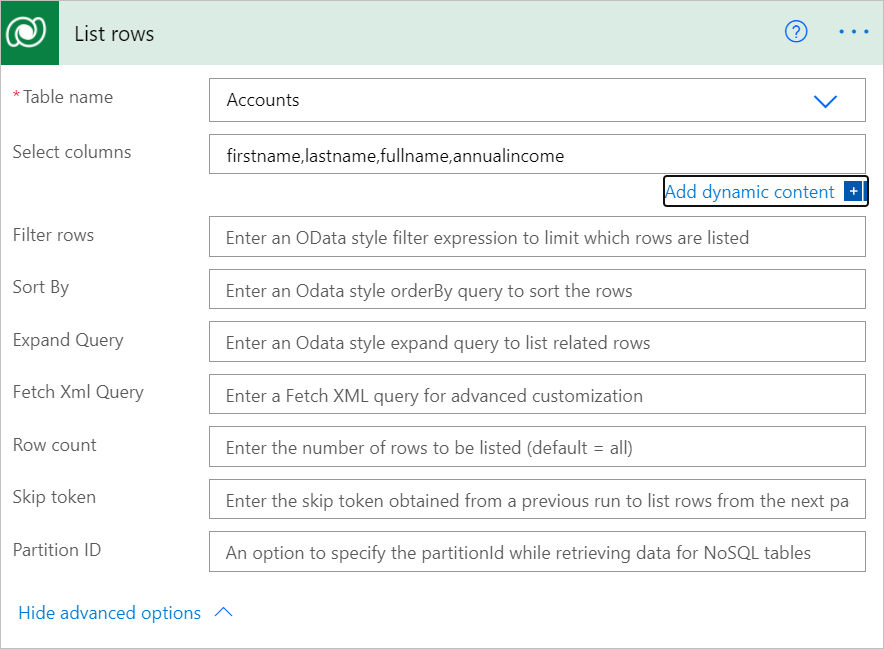 List rows
?
* Table name
Accounts
Select columns
firstname,lastname,fullname,annualincome
Add dynamic content +
Filter rows
Enter an OData style filter expression to limit which rows are listed
Sort By
Enter an Odata style orderBy query to sort the rows
Expand Query
Enter an Odata style expand query to list related rows
Fetch Xml Query
Enter a Fetch XML query for advanced customization
Row count
Enter the number of rows to be listed (default = all)
Skip token
Enter the skip token obtained from a previous run to list rows from the next pa
Partition ID
An option to specify the partitionId while retrieving data for NoSQL tables
Hide advanced options